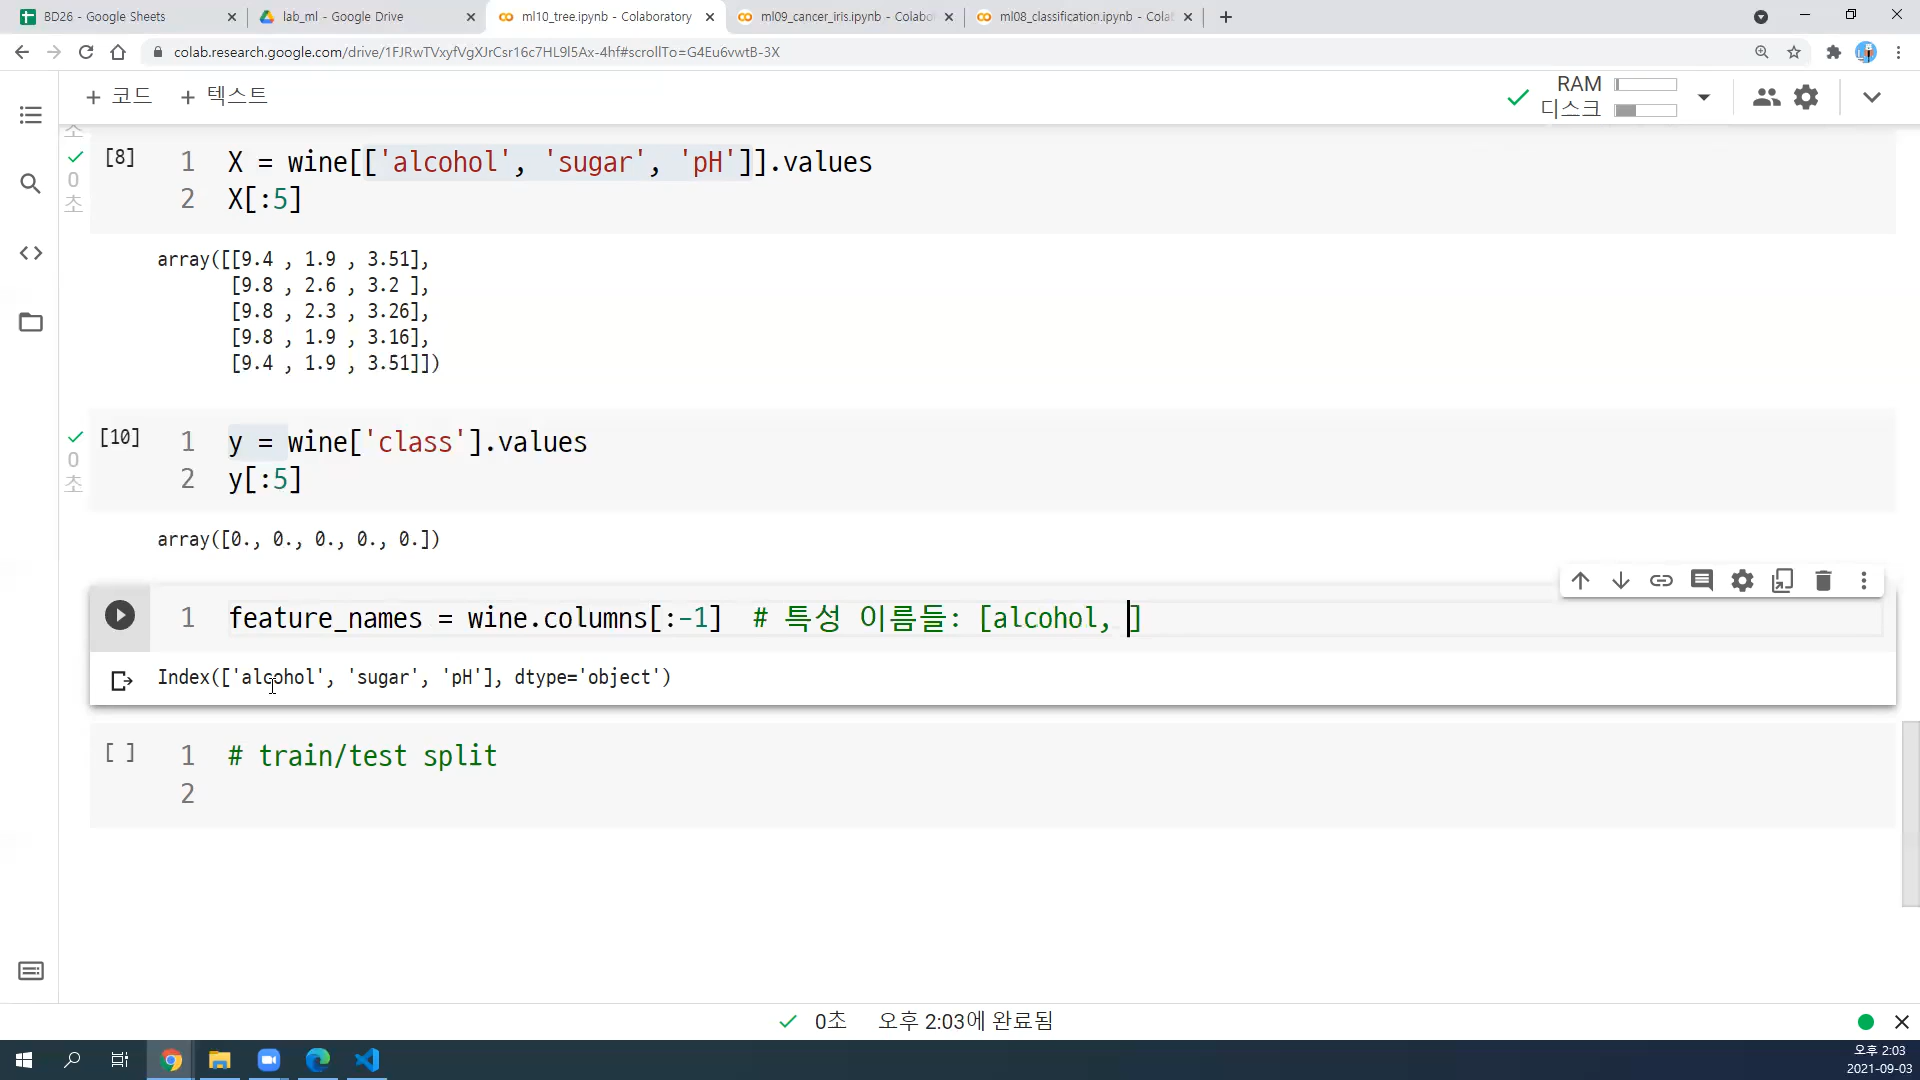 BD26 - Google Sheets
lab_ml - Google Drive
ml10_tree.ipynb - Colaboratory
ml09_cancer_iris.ipynb - Colabo
ml08_classification.ipynb - Cola
colab.research.google.com/drive/1FJRwTVxyfVgXJrCsr16c7HL9l5Ax-4hf#scrollTo=G4Eu6vwtB-3X
+ 코드 + 텍스트
RAM
디스크
초
[8] 1 X = wine[['alcohol', 'sugar', 'pH']].values
0
초
2 X[:5]
array([[9.4 , 1.9 , 3.51],
[9.8 , 2.6 , 3.2 ],
[9.8 , 2.3 , 3.26],
[9.8 , 1.9 , 3.16],
[9.4 , 1.9 , 3.51]])
[10] 1 y = wine['class'].values
0
초
2 y[:5]
array([0., 0., 0., 0., 0.])
1 feature_names = wine.columns[:-1] # 특성 이름들: [alcohol, ]
Index(['alcohol', 'sugar', 'pH'], dtype='object')
[ ] 1 # train/test split
2
0초 오후 2:03에 완료됨
오후 2:03
2021-09-03